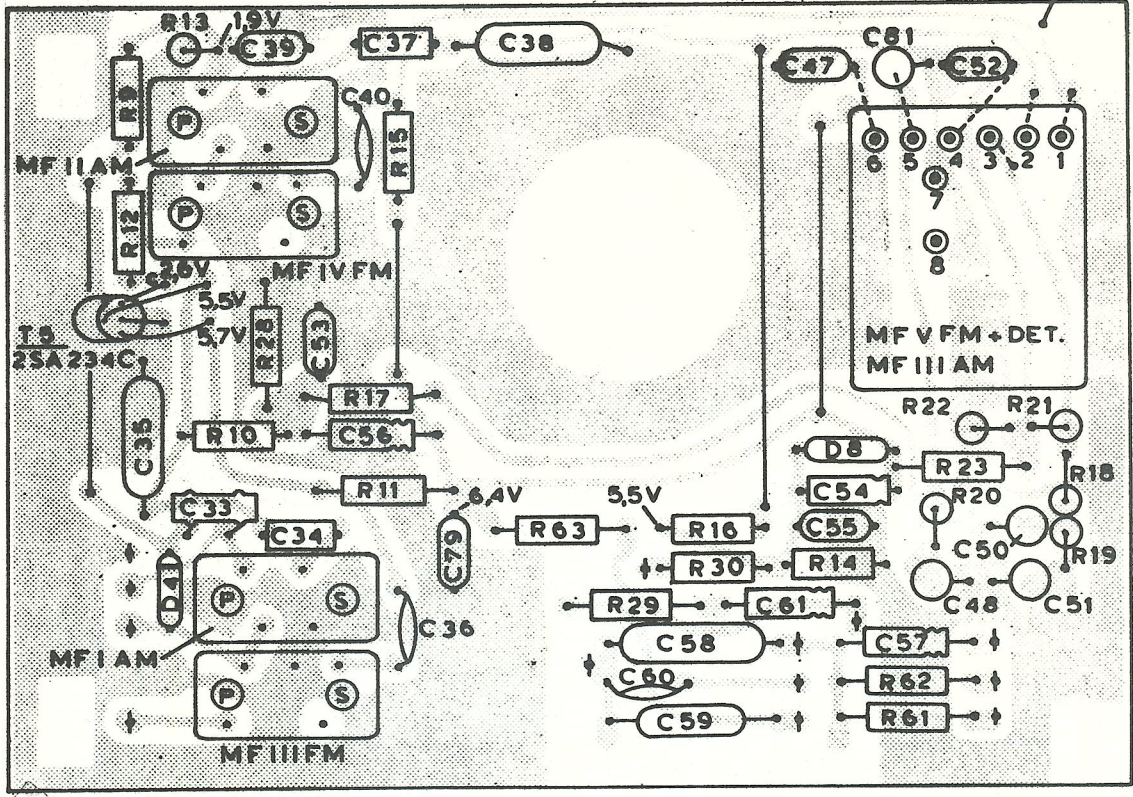 R13
1,9V
C39
C37
C38
C81
C47
C52
R9
P
S
C40
R15
6
5
4
3
2
1
MF II AM
7
R12
P
S
8
MF IV FM
c
2,6V
5,5V
T5
5,7V
R28
C53
2SA234C
MF V FM + DET.
MF III AM
R17
R22
R21
C35
R10
C56
D8
R23
R18
R11
C54
R20
6,4V
5,5V
C33
C34
C79
R63
R16
C55
C50
R19
D41
P
S
R30
R14
R29
C61
C48
C51
C36
MF I AM
C58
C57
C60
R62
P
S
C59
R61
MF III FM